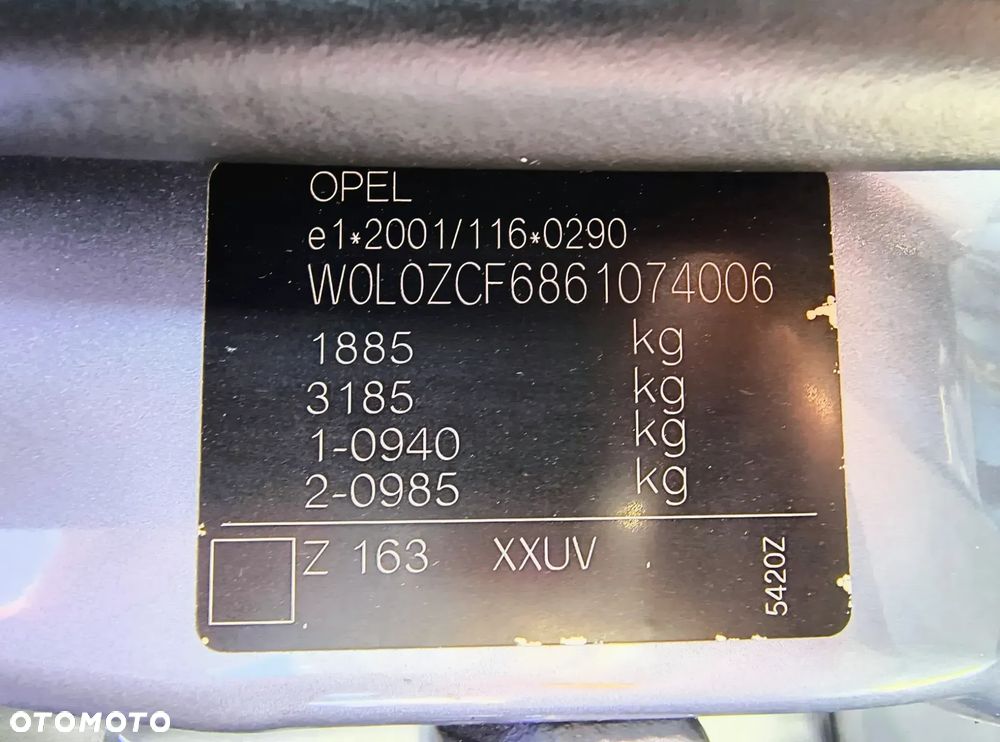 OPEL
e1*2001/116*0290
W0L0ZCF6861074006
1885 kg
3185 kg
1-0940 kg
2-0985 kg
Z 163 XXUV
5420Z
OTOMOTO